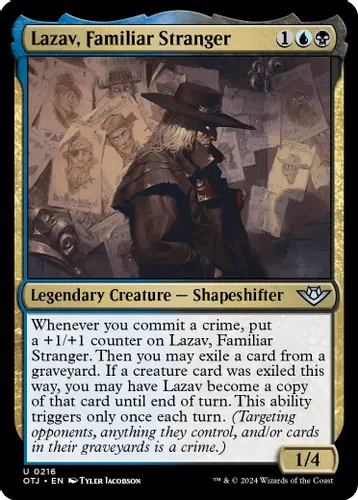 Lazav, Familiar Stranger 1
Legendary Creature — Shapeshifter
Whenever you commit a crime, put
a +1/+1 counter on Lazav, Familiar
Stranger. Then you may exile a card from a
graveyard. If a creature card was exiled this
way, you may have Lazav become a copy
of that card until end of turn. This ability
triggers only once each turn. (Targeting
opponents, anything they control, and/or cards
in their graveyards is a crime.)
1/4
U 0216
OTJ • EN Tyler Jacobson
™ & © 2024 Wizards of the Coast